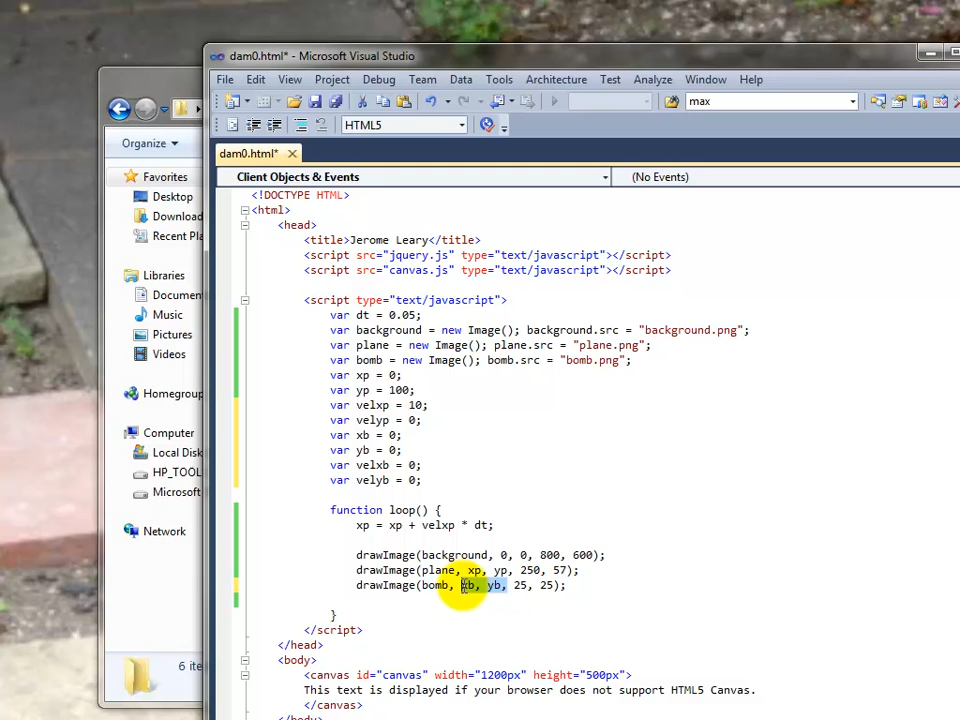 dam0.html* - Microsoft Visual Studio
File Edit View Project Debug Team Data Tools Architecture Test Analyze Window Help
max
HTML5
dam0.html*
Client Objects & Events
(No Events)
Organize
Favorites
Desktop
Download
Recent Pla
Libraries
Documen
Music
Pictures
Videos
Homegroup
Computer
Local Disk
HP_TOOL
Microsoft
Network
6 ite
<!DOCTYPE HTML>
<html>
<head>
<title>Jerome Leary</title>
<script src="jquery.js" type="text/javascript"></script>
<script src="canvas.js" type="text/javascript"></script>
<script type="text/javascript">
var dt = 0.05;
var background = new Image(); background.src = "background.png";
var plane = new Image(); plane.src = "plane.png";
var bomb = new Image(); bomb.src = "bomb.png";
var xp = 0;
var yp = 100;
var velxp = 10;
var velyp = 0;
var xb = 0;
var yb = 0;
var velxb = 0;
var velyb = 0;
function loop() {
xp = xp + velxp * dt;
drawImage(background, 0, 0, 800, 600);
drawImage(plane, xp, yp, 250, 57);
drawImage(bomb, xb, yb, 25, 25);
}
</script>
</head>
<body>
<canvas id="canvas" width="1200px" height="500px">
This text is displayed if your browser does not support HTML5 Canvas.
</canvas>
</body>